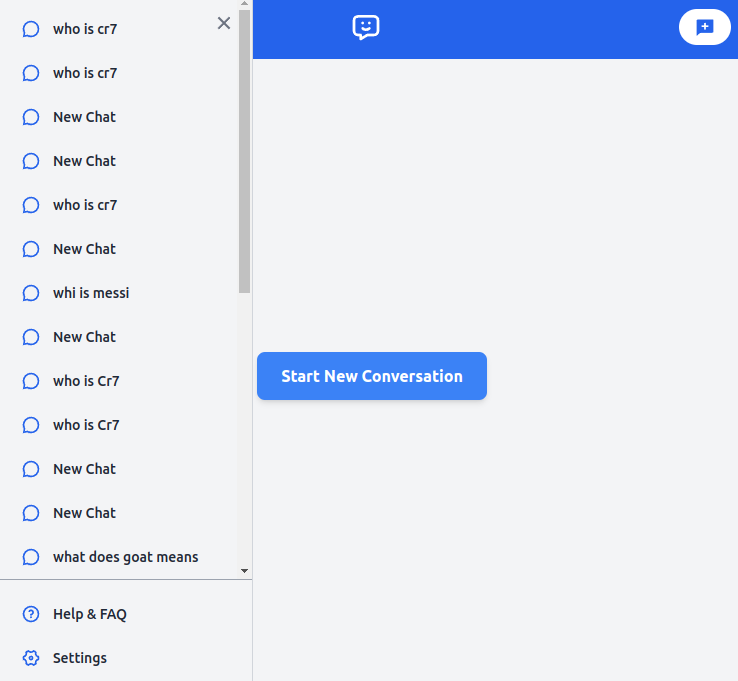 who is cr7
who is cr7
New Chat
New Chat
who is cr7
New Chat
whi is messi
New Chat
who is Cr7
who is Cr7
New Chat
New Chat
what does goat means
Help & FAQ
Settings
Start New Conversation